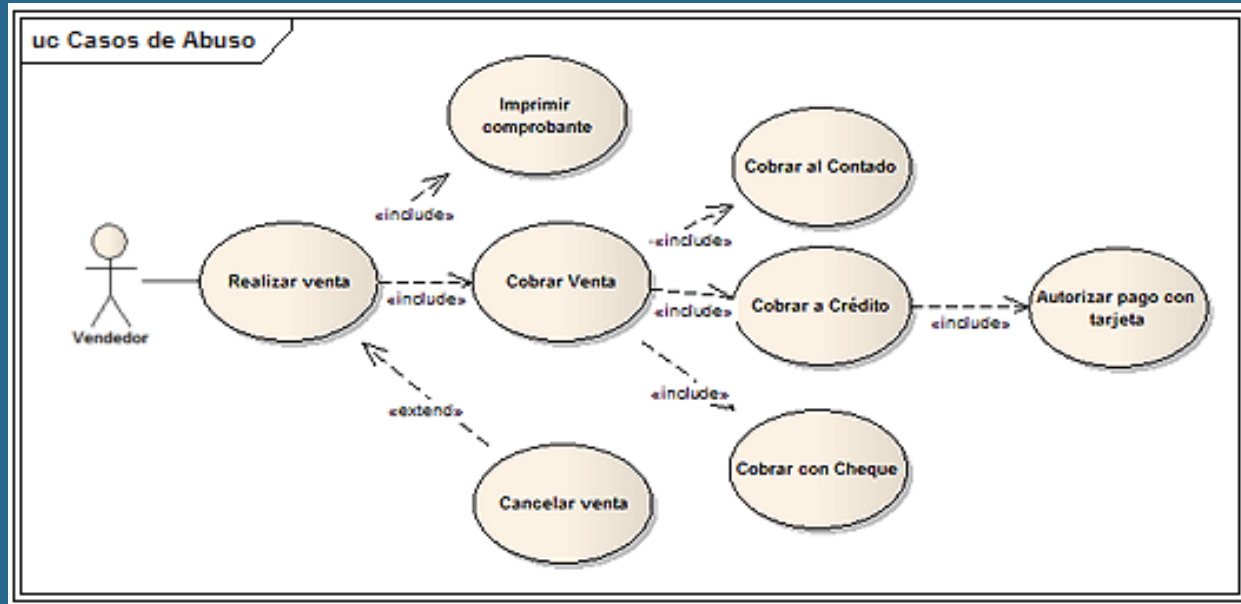 uc Casos de Abuso
Imprimir
comprobante
Cobrar al Contado
«include»
«include»
Realizar venta
Cobrar Venta
Cobrar a Crédito
Autorizar pago con
tarjeta
«include»
«include»
«include»
Vendedor
«include»
«extend»
Cobrar con Cheque
Cancelar venta